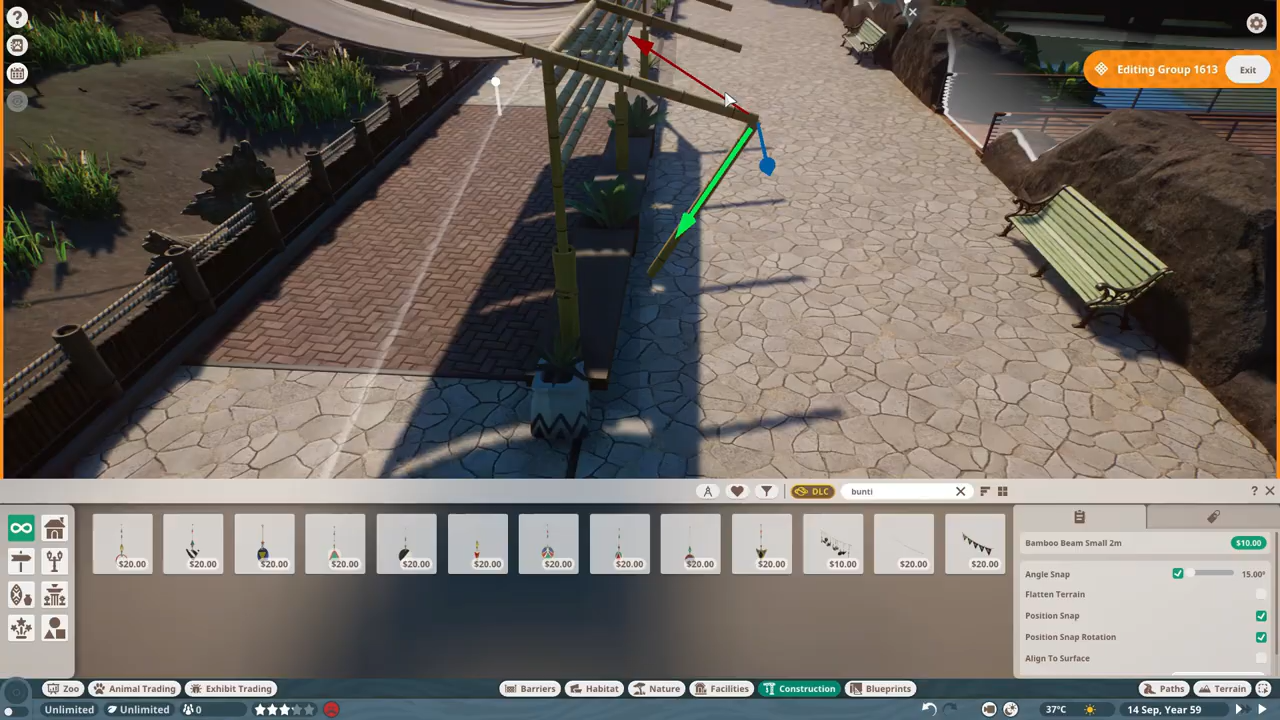 ?
Editing Group 1613
Exit
DLC
bunti
?
$20.00
$20.00
$20.00
$20.00
$20.00
$20.00
$20.00
$20.00
$20.00
$20.00
$10.00
$20.00
$20.00
Bamboo Beam Small 2m
$10.00
Angle Snap
15.00°
Flatten Terrain
Position Snap
Position Snap Rotation
Align To Surface
Zoo
Animal Trading
Exhibit Trading
Barriers
Habitat
Nature
Facilities
Construction
Blueprints
Paths
Terrain
Unlimited
Unlimited
0
37°C
14 Sep, Year 59